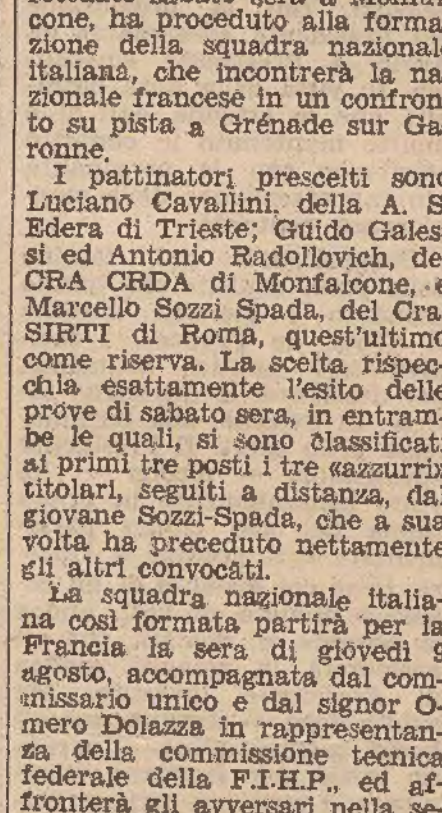 cone, ha proceduto alla forma
zione della squadra nazional
italiana, che incontrerà la na
zionale francese in un confron
to su pista a Grénade sur Ga
ronne.
I pattinatori prescelti sono
Luciano Cavallini, della A. S
Edera di Trieste; Guido Gales
si ed Antonio Radollovich, de
CRA CRDA di Monfalcone, e
Marcello Sozzi Spada, del Cra
SIRTI di Roma, quest'ultimo
come riserva. La scelta rispec-
chia esattamente l'esito delle
prove di sabato sera, in entram-
be le quali, si sono classificati
ai primi tre posti i tre «azzurri»
titolari, seguiti a distanza, dal
giovane Sozzi-Spada, che a sua
volta ha preceduto nettamente
gli altri convocati.
La squadra nazionale italia-
na così formata partirà per la
Francia la sera di giovedì 9
agosto, accompagnata dal com-
missario unico e dal signor O-
mero Dolazza in rappresentan-
za della commissione tecnica
federale della F.I.H.P., ed af-
fronterà gli avversari nella se-